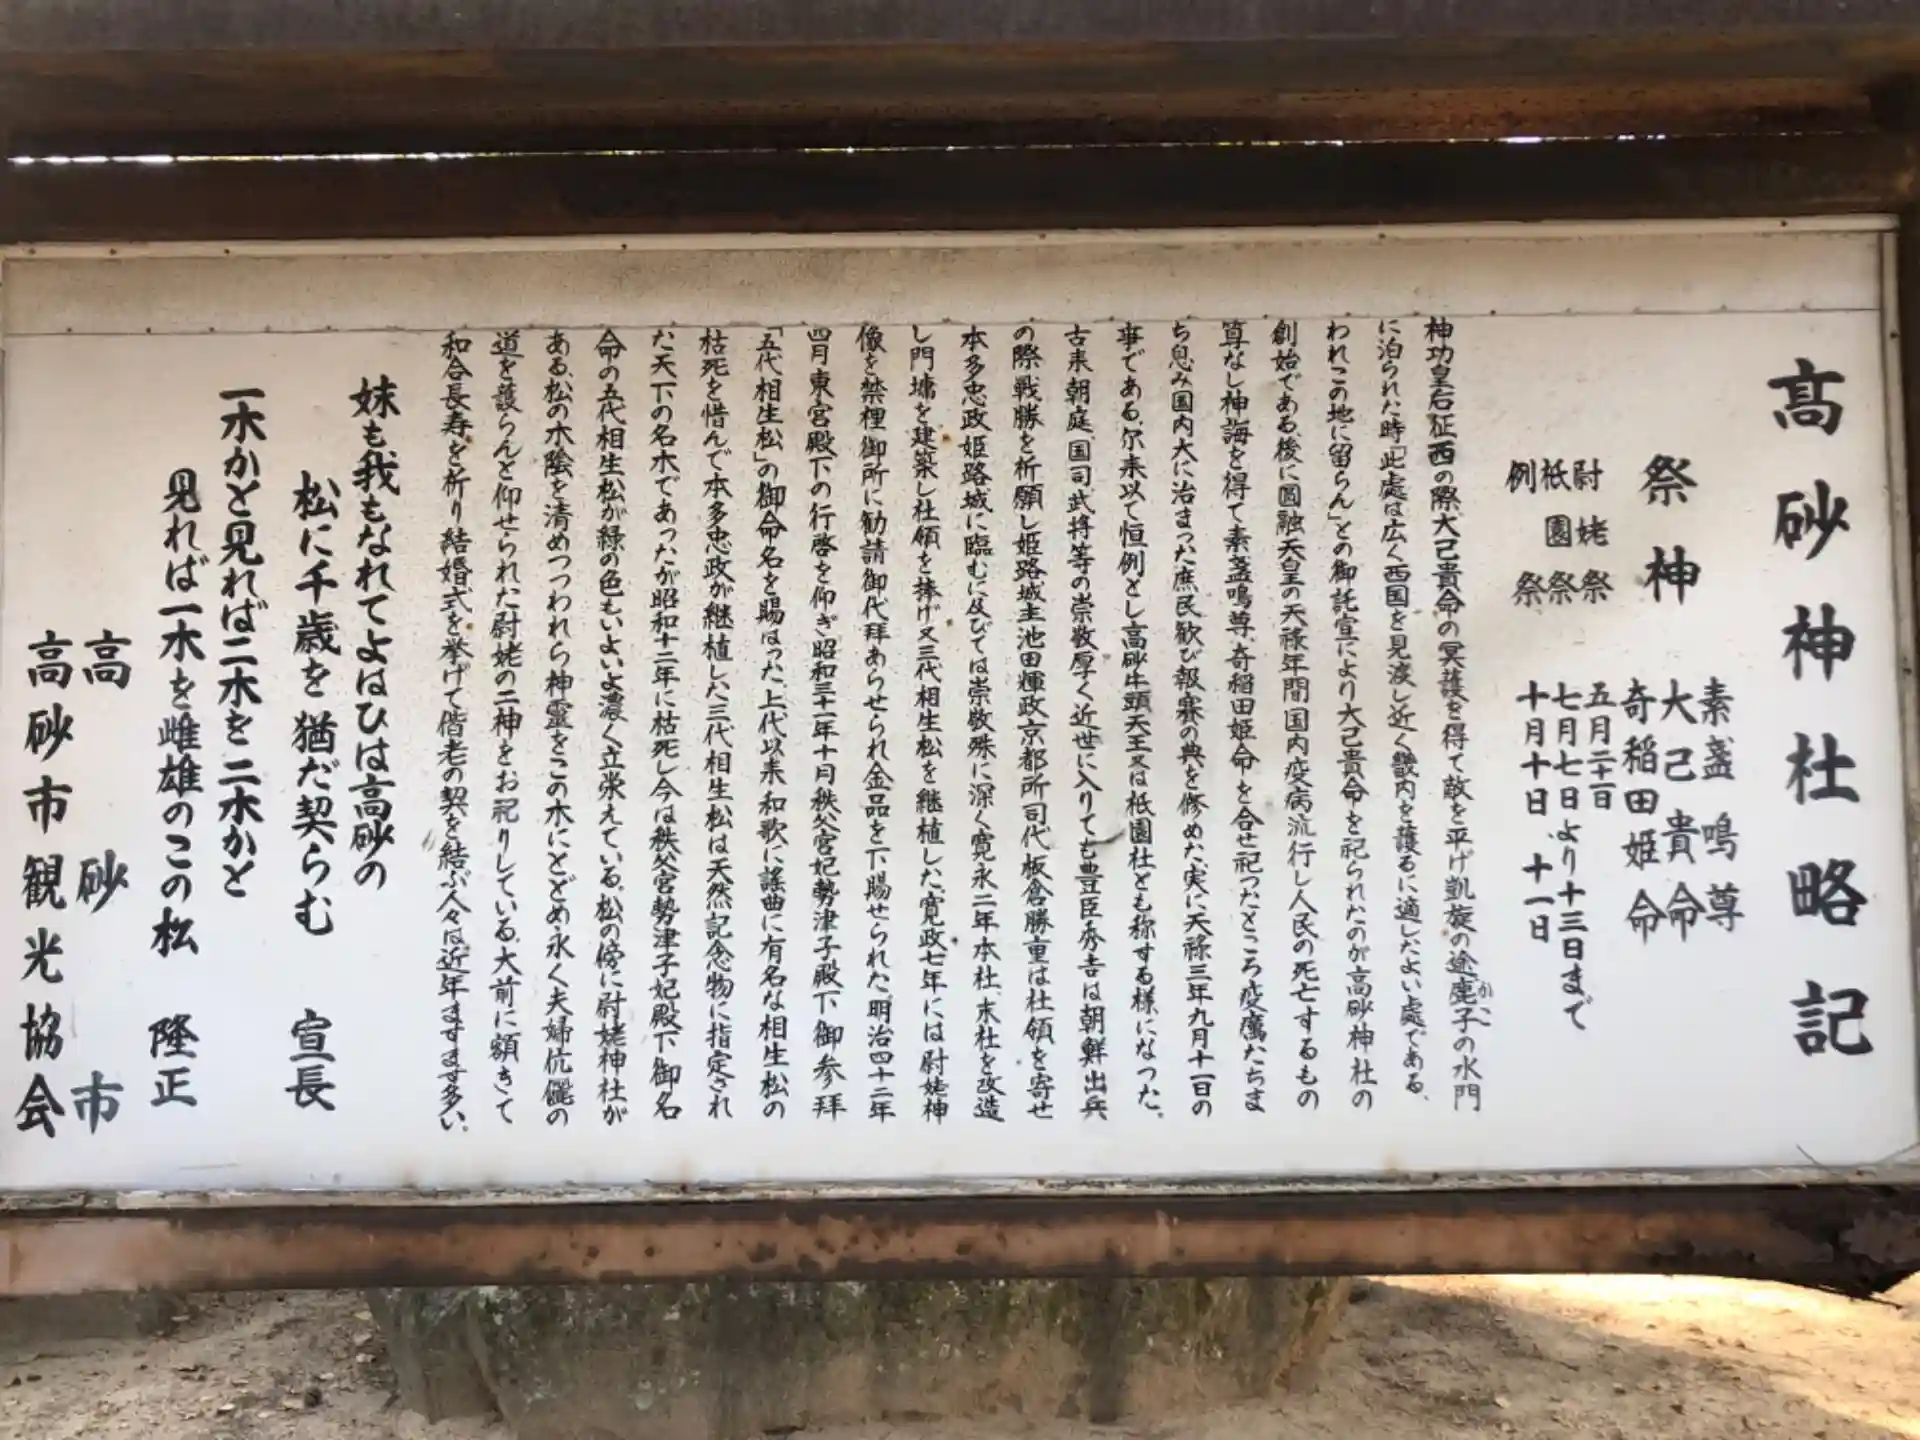 高砂神社略記
祭神
素盞鳴尊
大己貴命
奇稲田姫命
尉姥祭 五月二十一日
祇園祭 七月七日より十三日まで
例祭 十月十日、十一日
神功皇后征西の際大己貴命の冥護を得て敵を平げ凱旋の途鹿子の水門
かこ
に泊られた時「此處は広く西国を見渡し近く畿内を護るに適したよい處である、
われこの地に留らん」との御託宣により大己貴命を祀られたのが高砂神社の
創始である、後に圓融天皇の天禄年間国内疫病流行し人民の死亡するもの
算なし神誨を得て素盞鳴尊、奇稲田姫命を合せ祀つたところ疫癘たちま
ち息み国内大に治まつた庶民歓び報賽の典を修めた、実に天禄三年九月十一日の
事である、尓来以て恒例とし高砂牛頭天王又は祇園社とも称する様になつた。
古来朝庭、国司武将等の崇敬厚く近世に入りても豊臣秀吉は朝鮮出兵
の際戦勝を祈願し姫路城主池田輝政京都所司代板倉勝重は社領を寄せ
本多忠政姫路城に臨むに及びては崇敬殊に深く寛永二年本社、末社を改造
し門墉を建築し社領を捧げ又三代相生松を継植した、寛政七年には尉姥神
像を禁裡御所に勧請御代拜あらせられ金品を下賜せられた、明治四十二年
四月東宮殿下の行啓を仰ぎ昭和三十一年十月秩父宮妃勢津子殿下御参拜
「五代相生松」の御命名を賜はつた、上代以来和歌に謡曲に有名な相生松の
枯死を惜んで本多忠政が継植した三代相生松は天然記念物に指定され
た天下の名木であつたが昭和十二年に枯死し今は秩父宮勢津子妃殿下御名
命の五代相生松が緑の色もいよいよ濃く立栄えている、松の傍に尉姥神社が
ある、松の木陰を清めつつわれら神霊をこの木にとどめ永く夫婦伉儷の
道を護らんと仰せられた尉姥の二神をお祀りしている、大前に額きて
和合長寿を祈り結婚式を挙げて偕老の契を結ぶ人々は近年ますます多い。
妹も我もなれてよはひは高砂の
松に千歳を猶だ契らむ 宣長
一木かと見れば二木を二木かと
見れば一木を雌雄のこの松 隆正
高砂市
高砂市観光協会